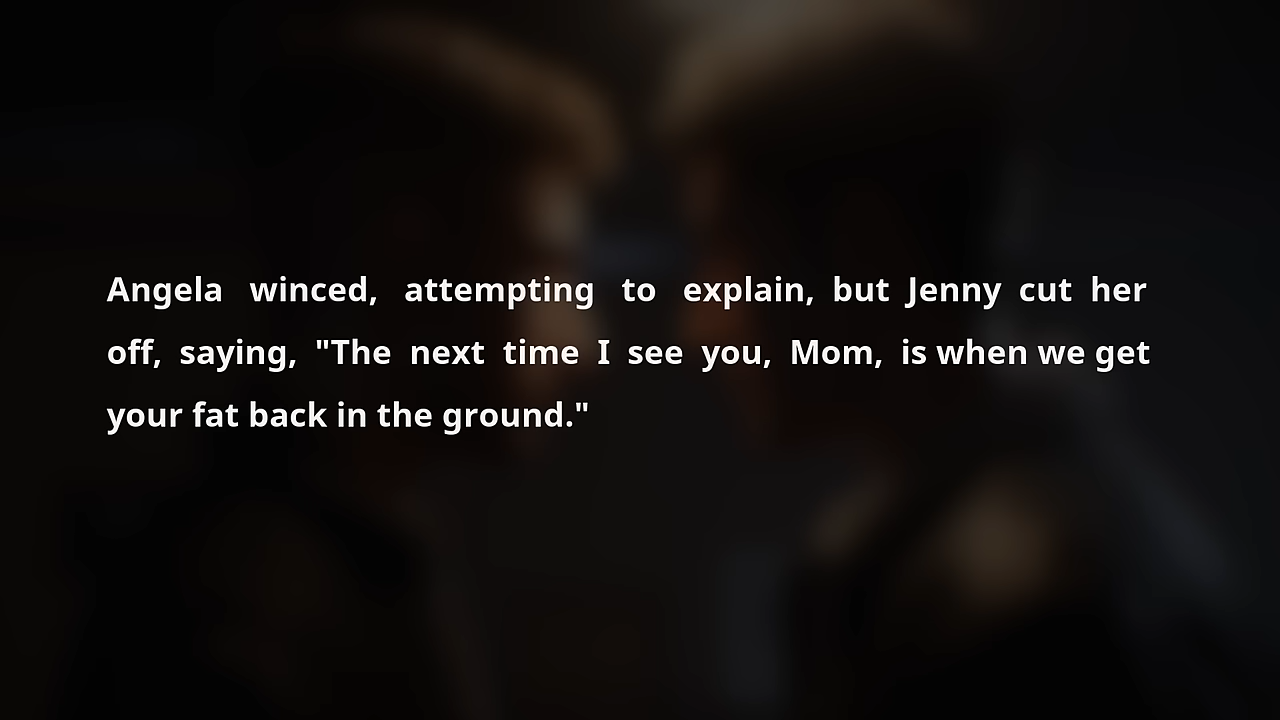 Angela winced, attempting to explain, but Jenny cut her
off, saying, "The next time I see you, Mom, is when we get
your fat back in the ground."